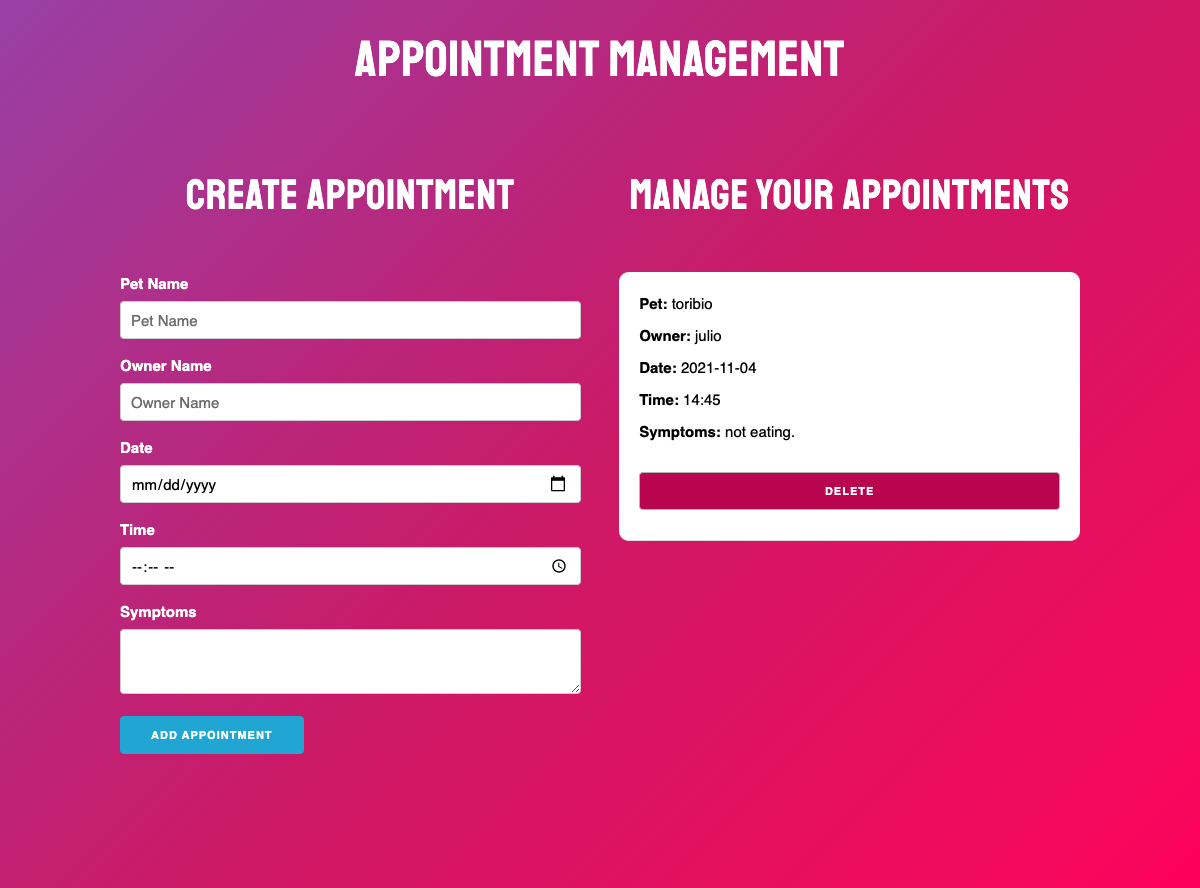 APPOINTMENT MANAGEMENT
CREATE APPOINTMENT
Pet Name
Pet Name
Owner Name
Owner Name
Date
mm/dd/yyyy
Time
--:-- --
Symptoms
ADD APPOINTMENT
MANAGE YOUR APPOINTMENTS
Pet: toribio
Owner: julio
Date: 2021-11-04
Time: 14:45
Symptoms: not eating.
DELETE